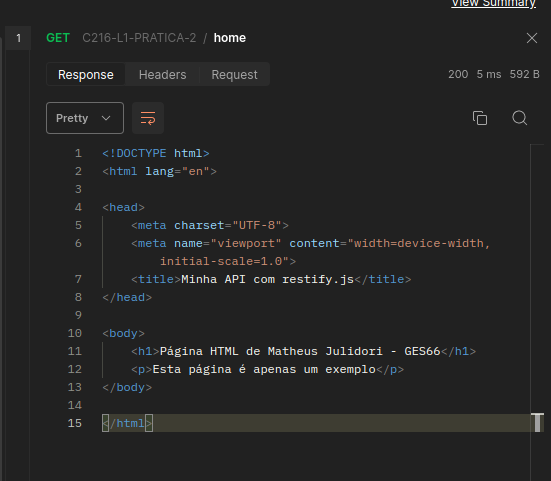 View Summary
1 GET C216-L1-PRATICA-2 / home
Response Headers Request 200 5 ms 592 B
Pretty
1 <!DOCTYPE html>
2 <html lang="en">
3
4 <head>
5 <meta charset="UTF-8">
6 <meta name="viewport" content="width=device-width,
initial-scale=1.0">
7 <title>Minha API com restify.js</title>
8 </head>
9
10 <body>
11 <h1>Página HTML de Matheus Julidori - GES66</h1>
12 <p>Esta página é apenas um exemplo</p>
13 </body>
14
15 </html>